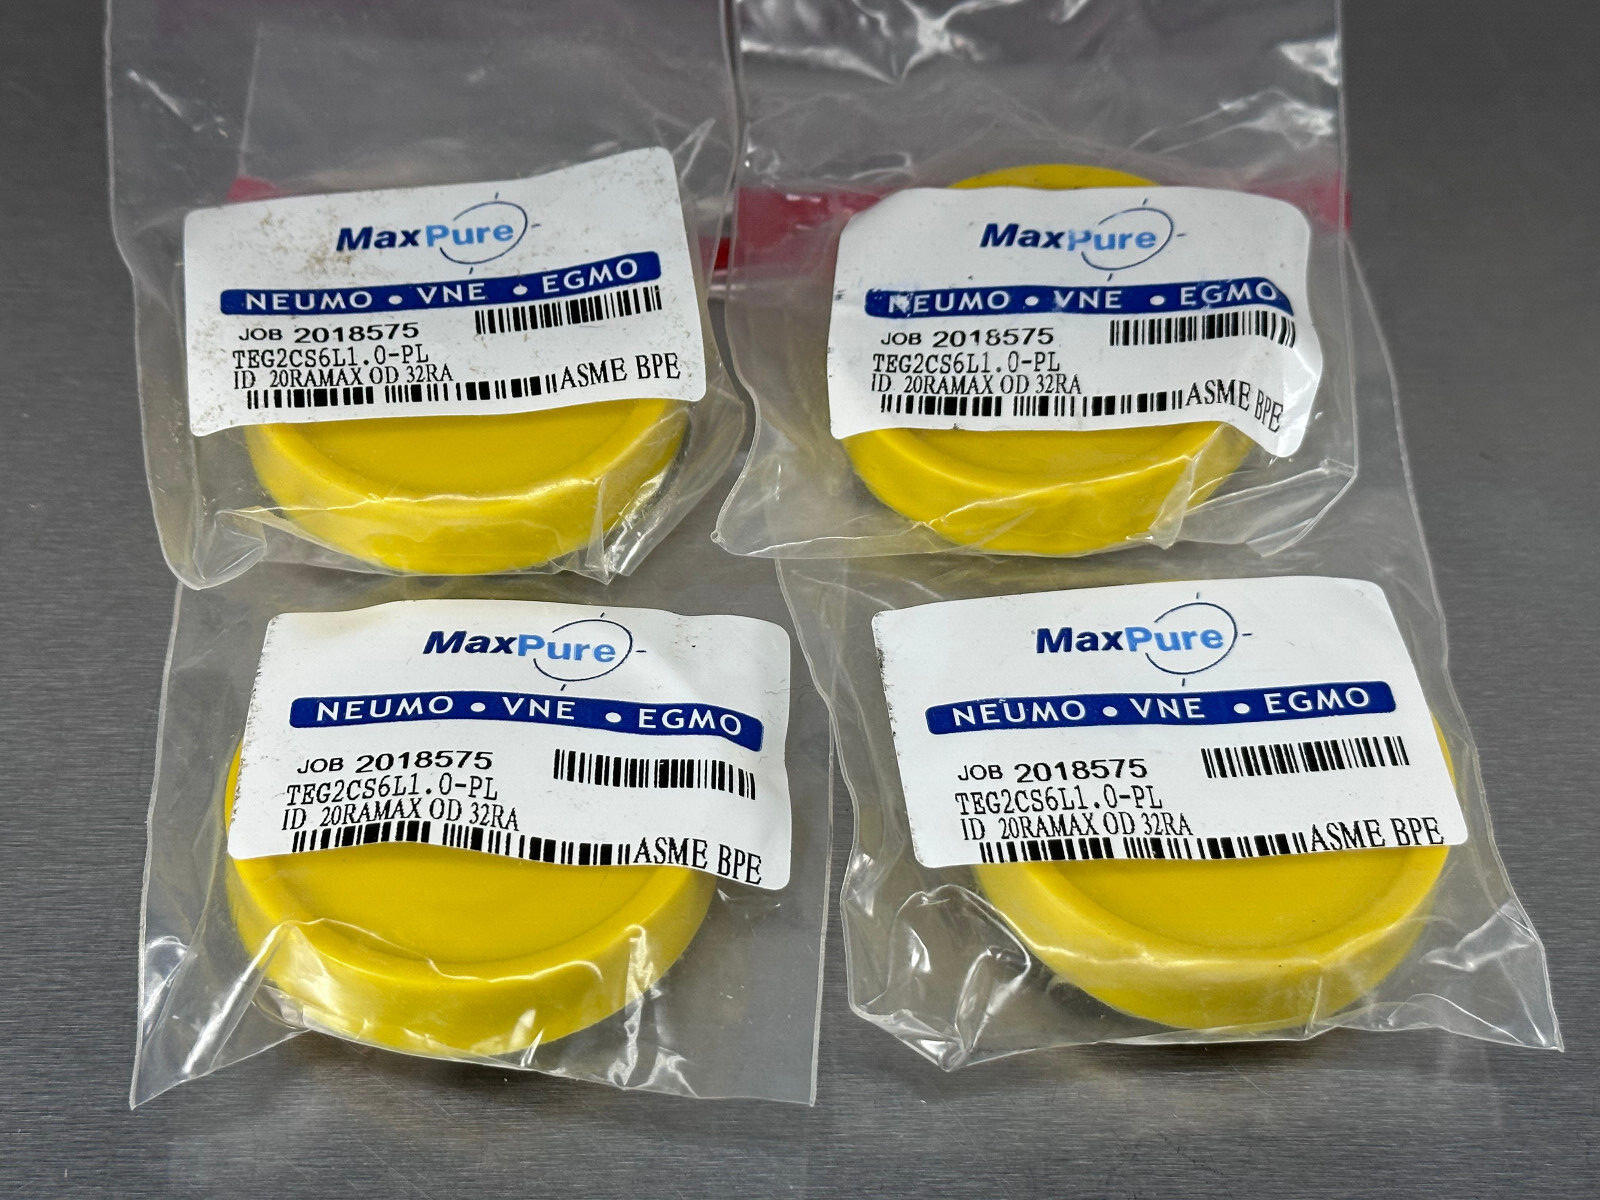 MaxPure
NEUMO • VNE • EGMO
JOB 2018575
TEG2CS6L1.0-PL
ID 20RAMAX OD 32RA
ASME BPE
MaxPure
NEUMO • VNE • EGMO
JOB 2018575
TEG2CS6L1.0-PL
ID 20RAMAX OD 32RA
ASME BPE
MaxPure
NEUMO • VNE • EGMO
JOB 2018575
TEG2CS6L1.0-PL
ID 20RAMAX OD 32RA
ASME BPE
MaxPure
NEUMO • VNE • EGMO
JOB 2018575
TEG2CS6L1.0-PL
ID 20RAMAX OD 32RA
ASME BPE